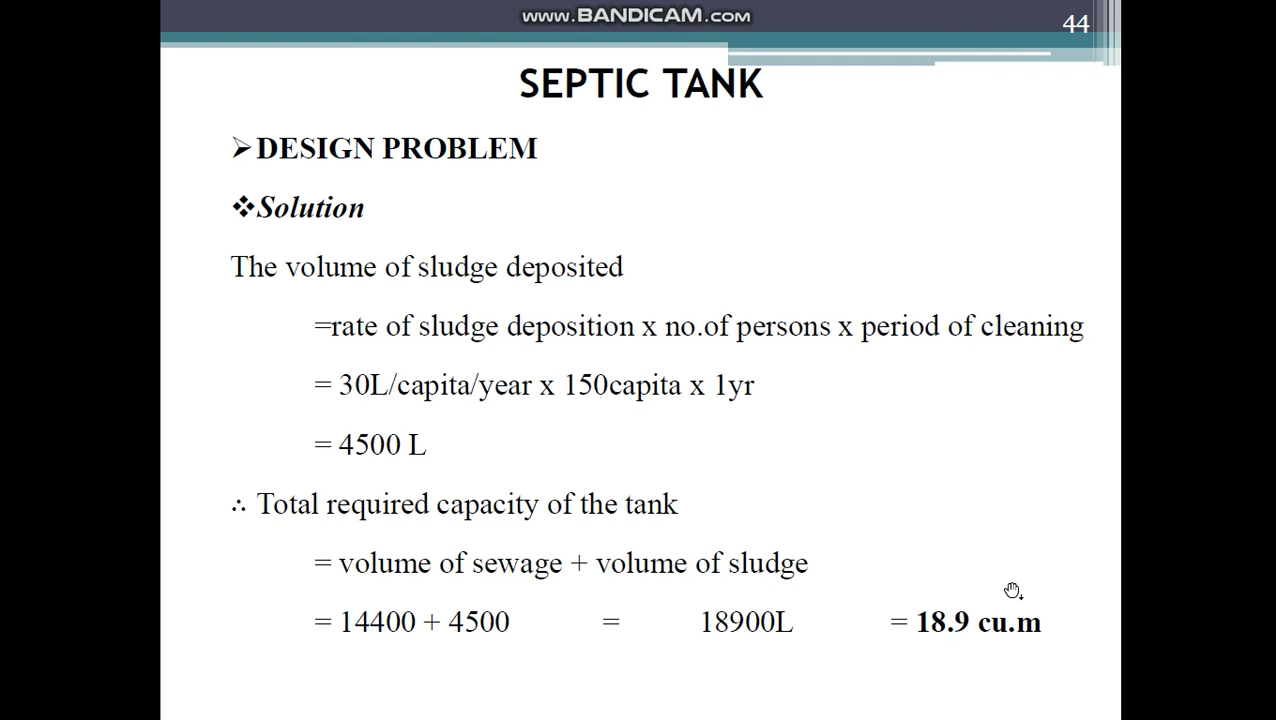 www.BANDICAM.com
44
SEPTIC TANK
➢DESIGN PROBLEM
❖Solution
The volume of sludge deposited
=rate of sludge deposition x no.of persons x period of cleaning
= 30L/capita/year x 150capita x 1yr
= 4500 L
∴ Total required capacity of the tank
= volume of sewage + volume of sludge
= 14400 + 4500 = 18900L = 18.9 cu.m